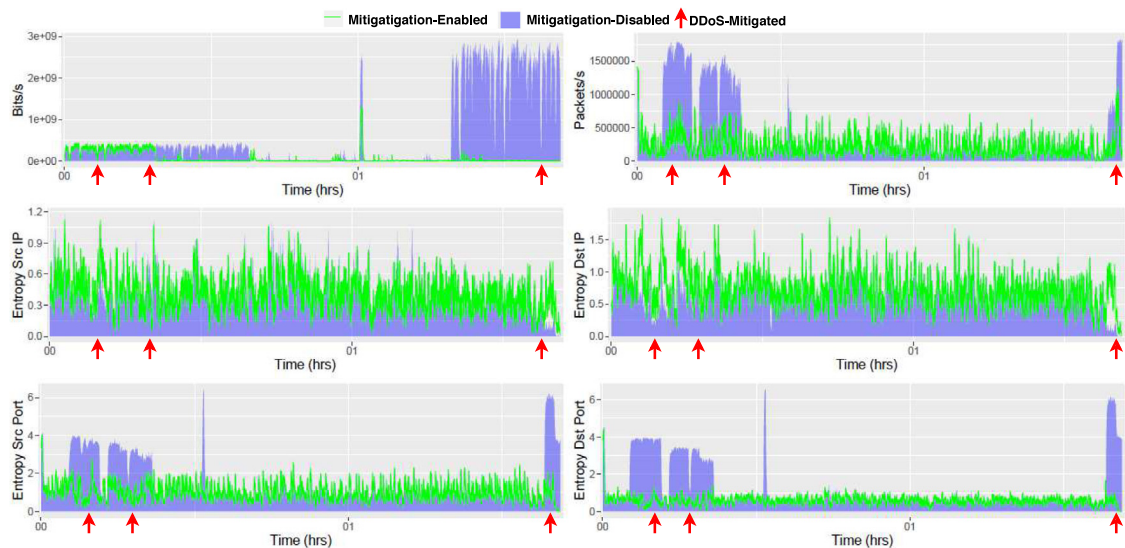 Mitigatigation-Enabled Mitigatigation-Disabled DDoS-Mitigated
Bits/s
3e+09
2e+09
1e+09
0e+00
00 01
Time (hrs)
Packets/s
1500000
1000000
500000
0
00 01
Time (hrs)
Entropy Src IP
1.2
0.9
0.6
0.3
0.0
00 01
Time (hrs)
Entropy Dst IP
1.5
1.0
0.5
0.0
00 01
Time (hrs)
Entropy Src Port
6
4
2
0
00 01
Time (hrs)
Entropy Dst Port
6
4
2
0
00 01
Time (hrs)